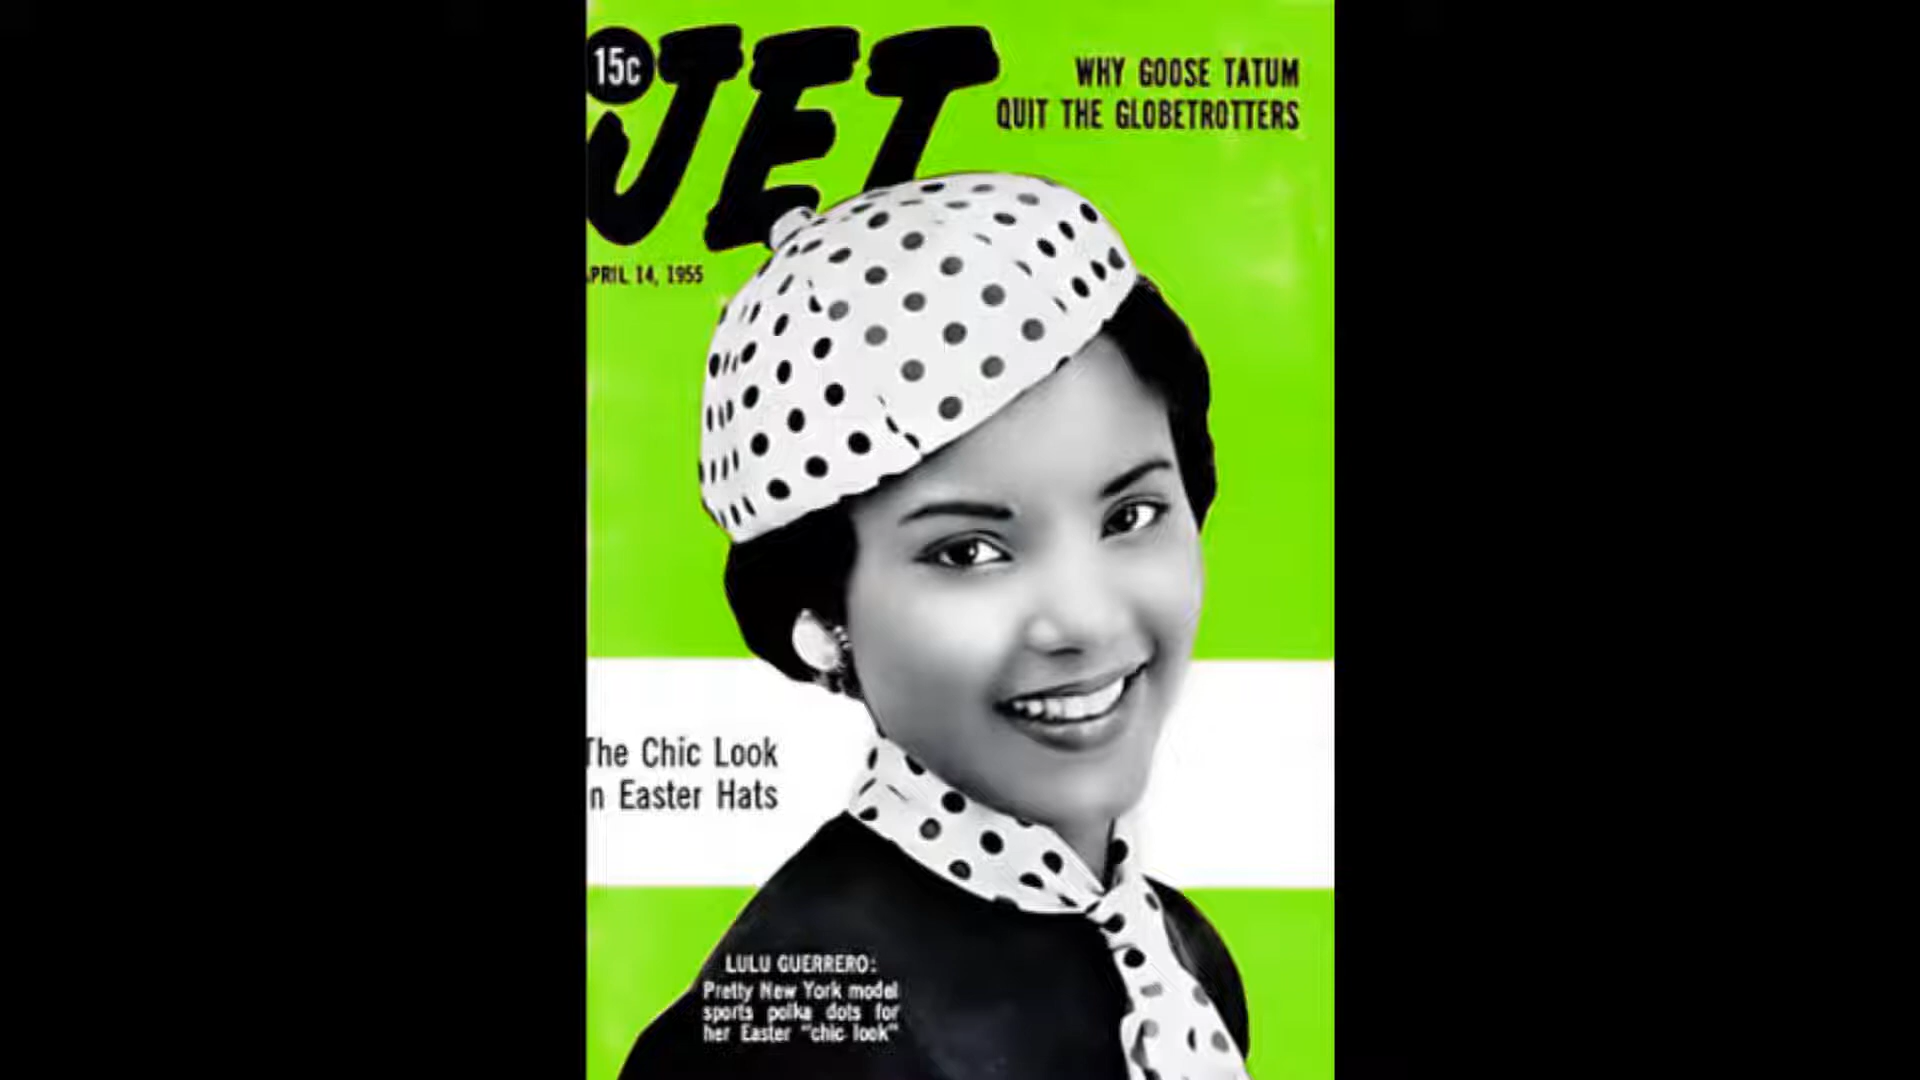 15c
JET
WHY GOOSE TATUM
QUIT THE GLOBETROTTERS
PRIL 14, 1955
The Chic Look
n Easter Hats
LULU GUERRERO:
Pretty New York model
sports polka dots for
her Easter "chic look"